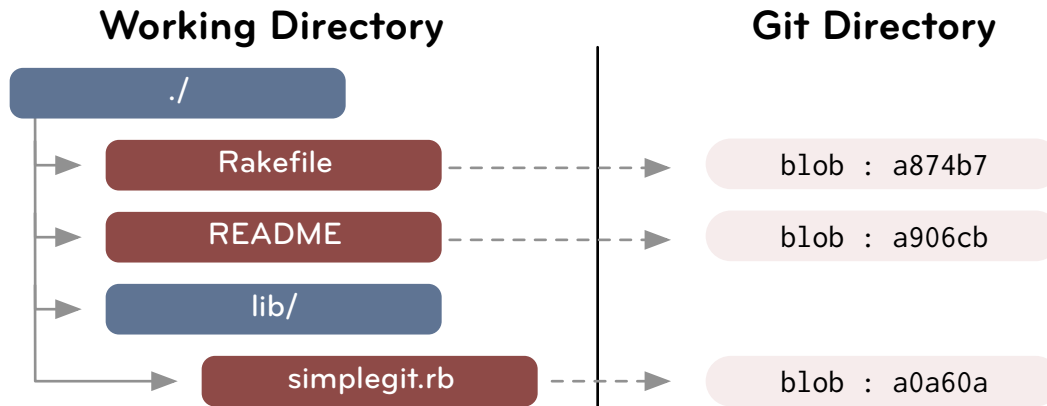 Working Directory
Git Directory
./
Rakefile
blob : a874b7
README
blob : a906cb
lib/
simplegit.rb
blob : a0a60a